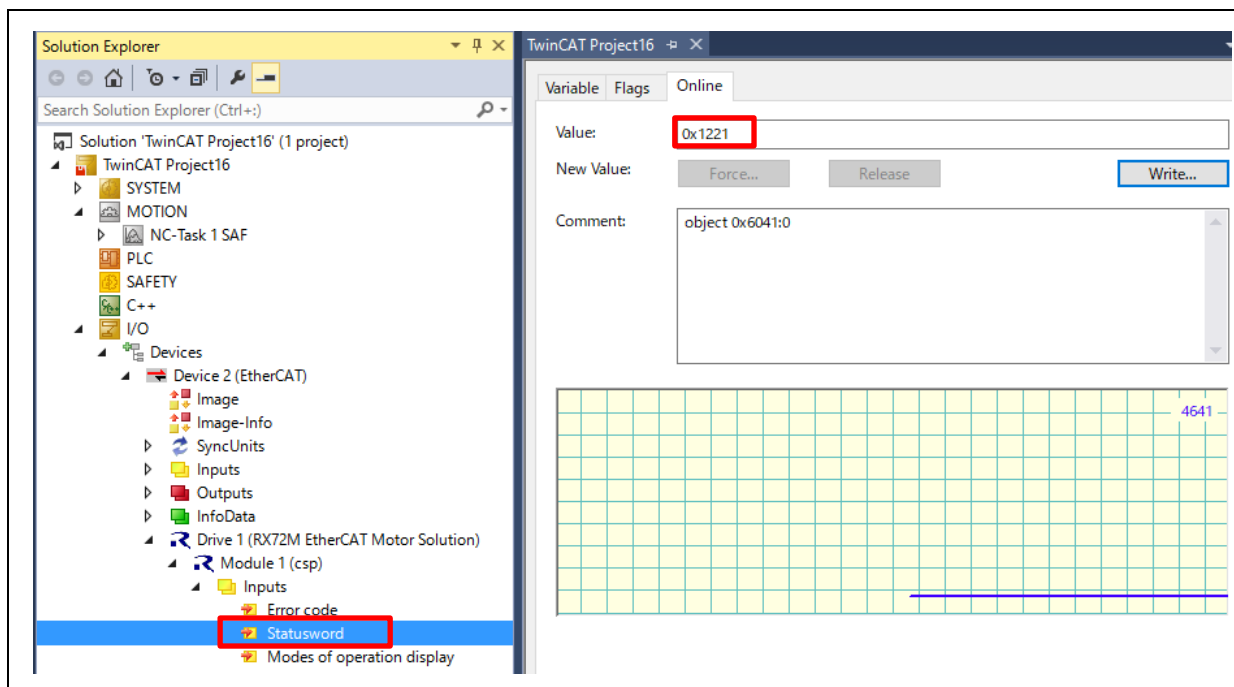 Solution Explorer
Search Solution Explorer (Ctrl+:)
Solution 'TwinCAT Project16' (1 project)
TwinCAT Project16
SYSTEM
MOTION
NC-Task 1 SAF
PLC
SAFETY
C++
I/O
Devices
Device 2 (EtherCAT)
Image
Image-Info
SyncUnits
Inputs
Outputs
InfoData
Drive 1 (RX72M EtherCAT Motor Solution)
Module 1 (csp)
Inputs
Error code
Statusword
Modes of operation display
TwinCAT Project16
Variable Flags Online
Value: 0x1221
New Value: Force... Release Write...
Comment: object 0x6041:0
4641